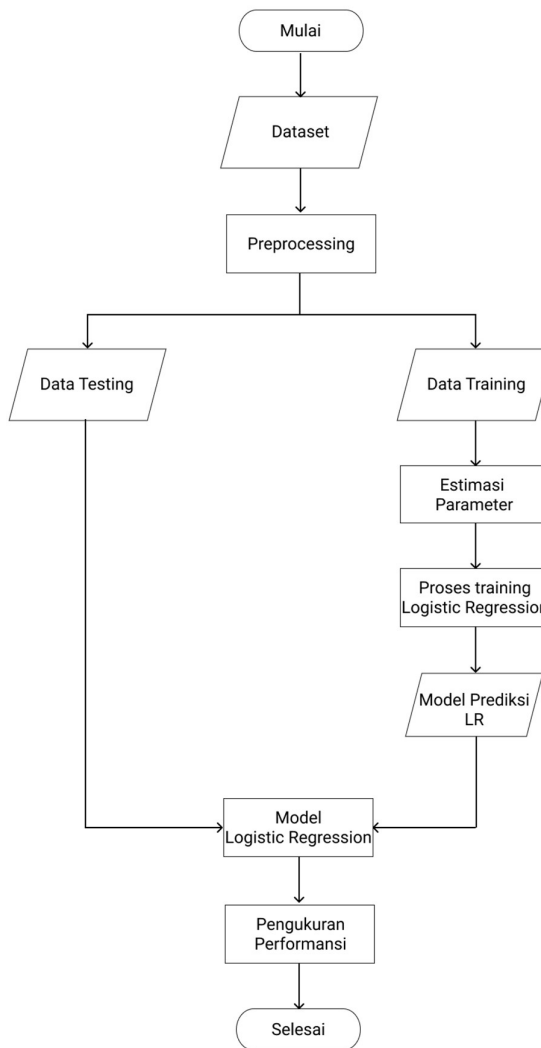 Mulai
Dataset
Preprocessing
Data Testing
Data Training
Estimasi
Parameter
Proses training
Logistic Regression
Model Prediksi
LR
Model
Logistic Regression
Pengukuran
Performansi
Selesai